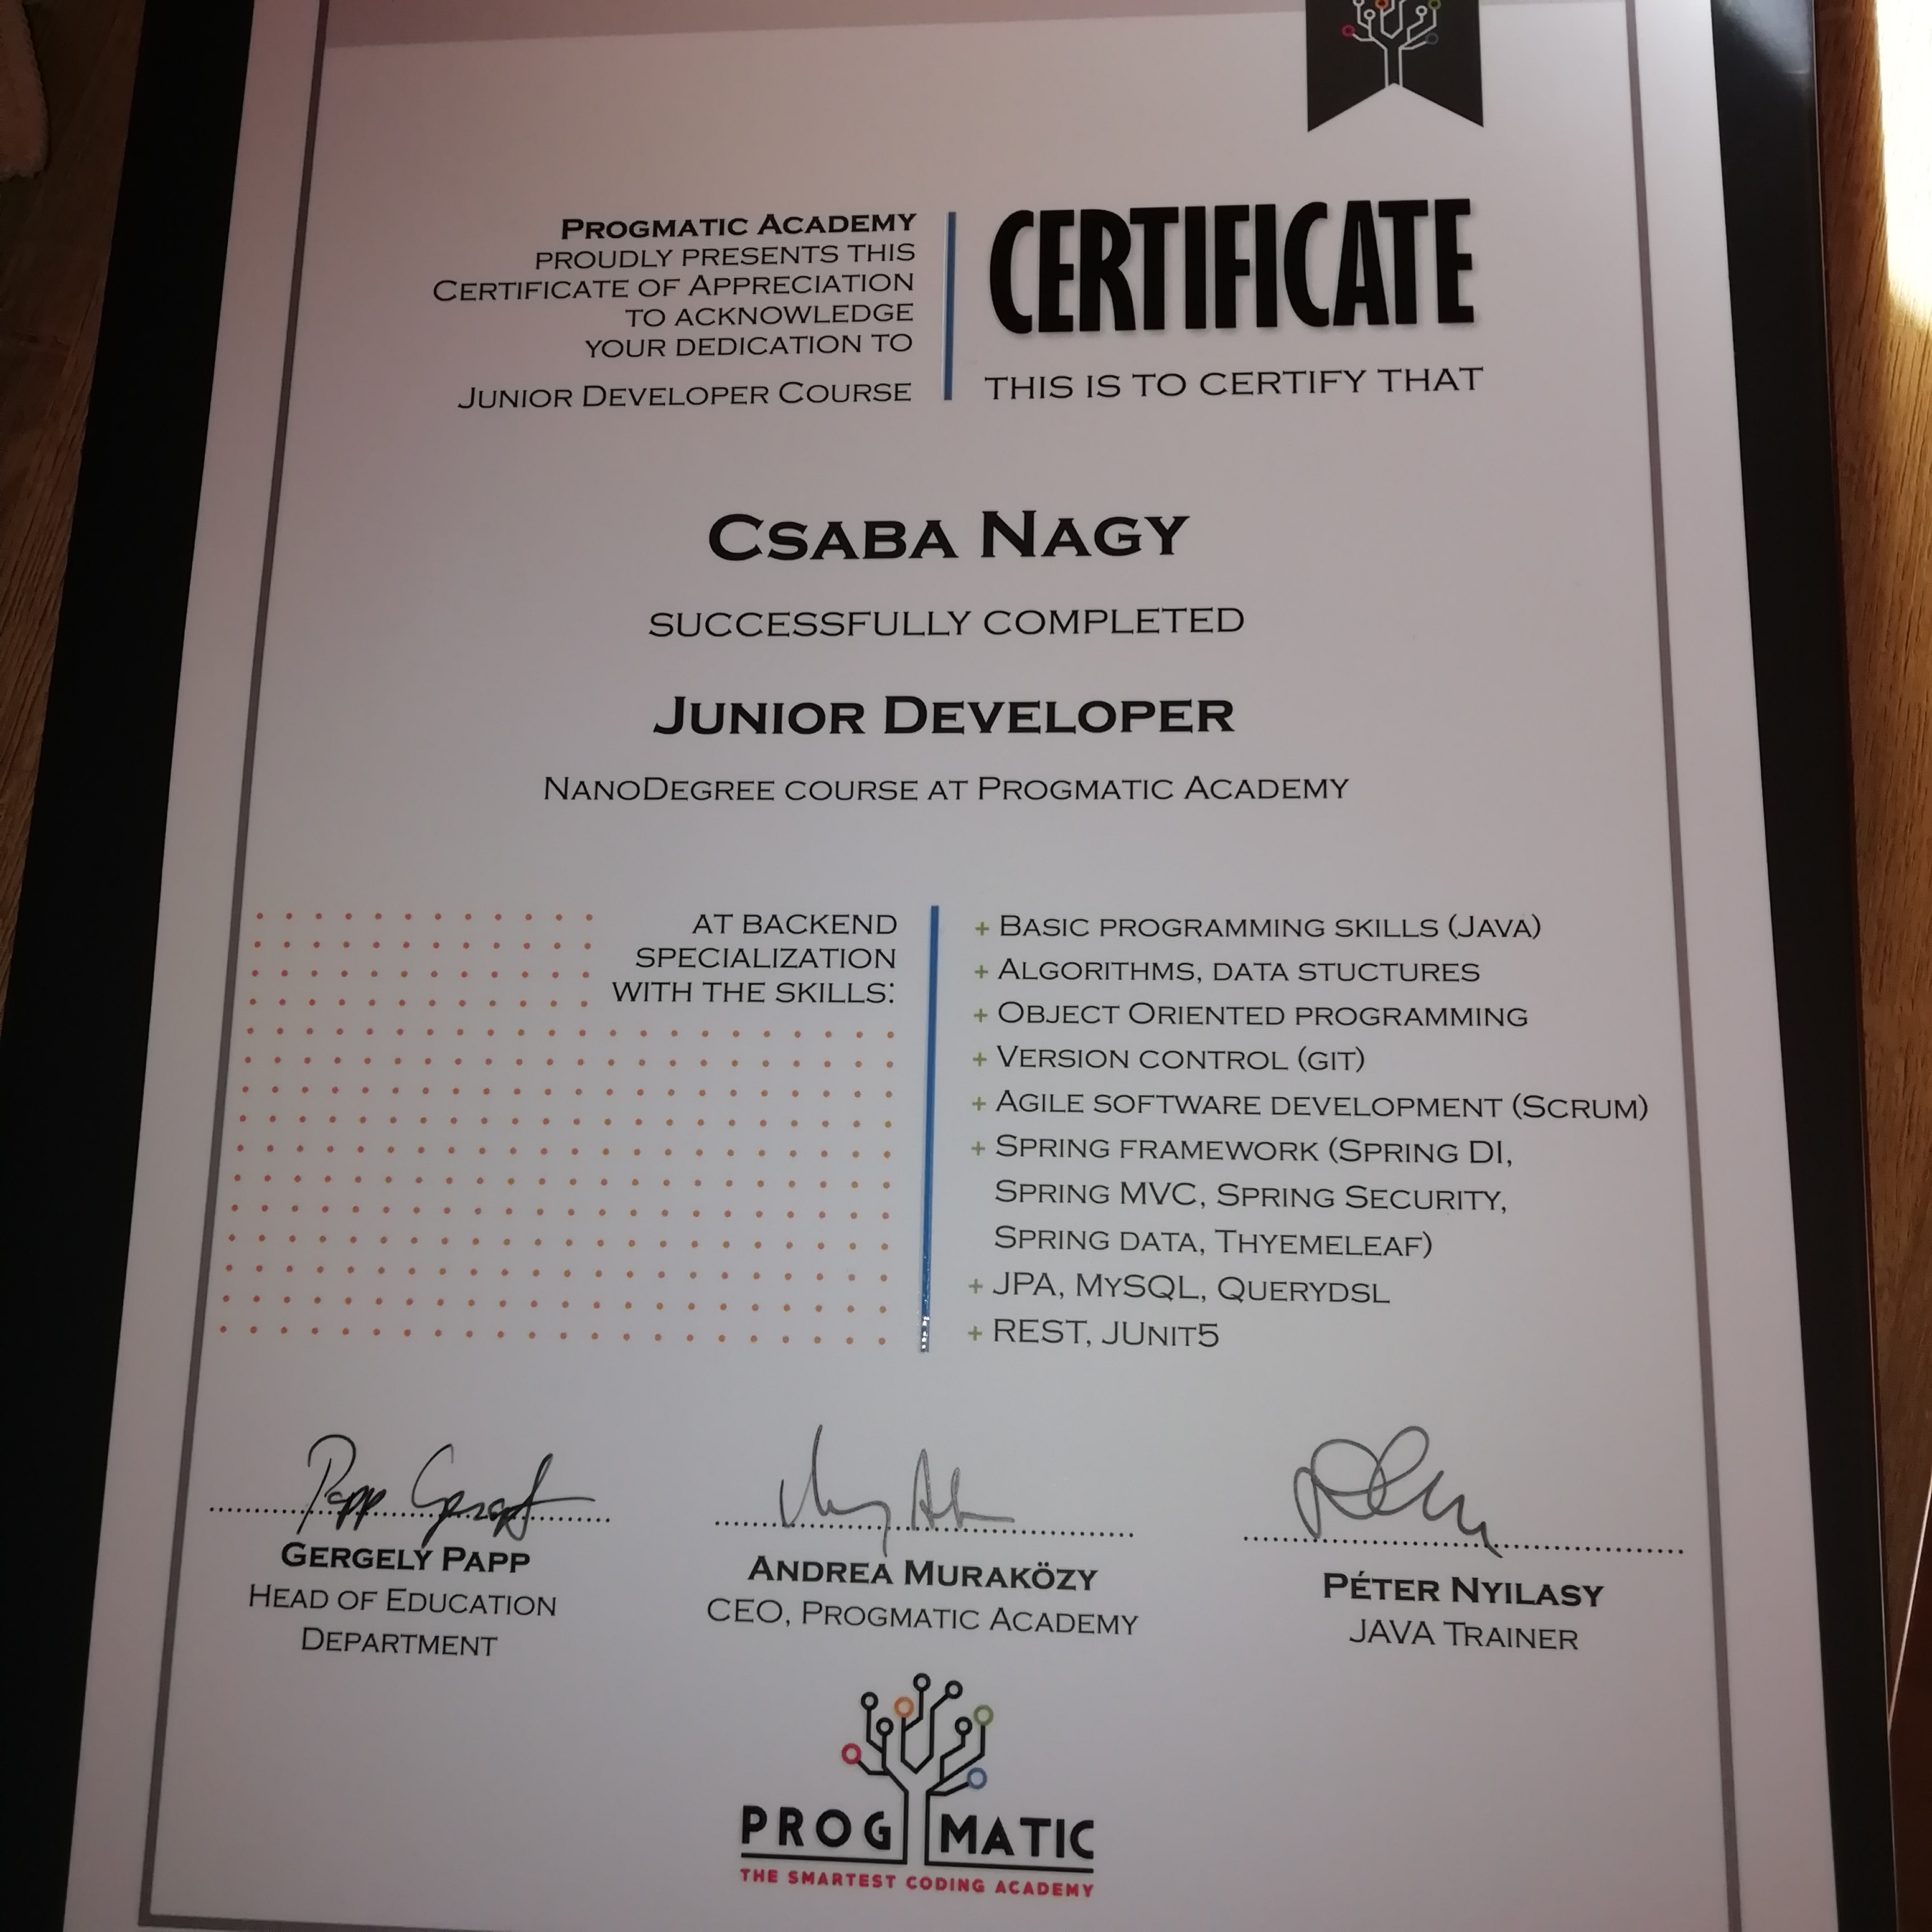 PROGMATIC ACADEMY
PROUDLY PRESENTS THIS
CERTIFICATE OF APPRECIATION
TO ACKNOWLEDGE
YOUR DEDICATION TO
JUNIOR DEVELOPER COURSE
CERTIFICATE
THIS IS TO CERTIFY THAT
CSABA NAGY
SUCCESSFULLY COMPLETED
JUNIOR DEVELOPER
NANODEGREE COURSE AT PROGMATIC ACADEMY
AT BACKEND
SPECIALIZATION
WITH THE SKILLS:
+ BASIC PROGRAMMING SKILLS (JAVA)
+ ALGORITHMS, DATA STUCTURES
+ OBJECT ORIENTED PROGRAMMING
+ VERSION CONTROL (GIT)
+ AGILE SOFTWARE DEVELOPMENT (SCRUM)
+ SPRING FRAMEWORK (SPRING DI,
SPRING MVC, SPRING SECURITY,
SPRING DATA, THYEMELEAF)
+ JPA, MYSQL, QUERYDSL
+ REST, JUNIT5
Papp Gergely
GERGELY PAPP
HEAD OF EDUCATION
DEPARTMENT
ANDREA MURAKÖZY
CEO, PROGMATIC ACADEMY
PÉTER NYILASY
JAVA TRAINER
PROGMATIC
THE SMARTEST CODING ACADEMY